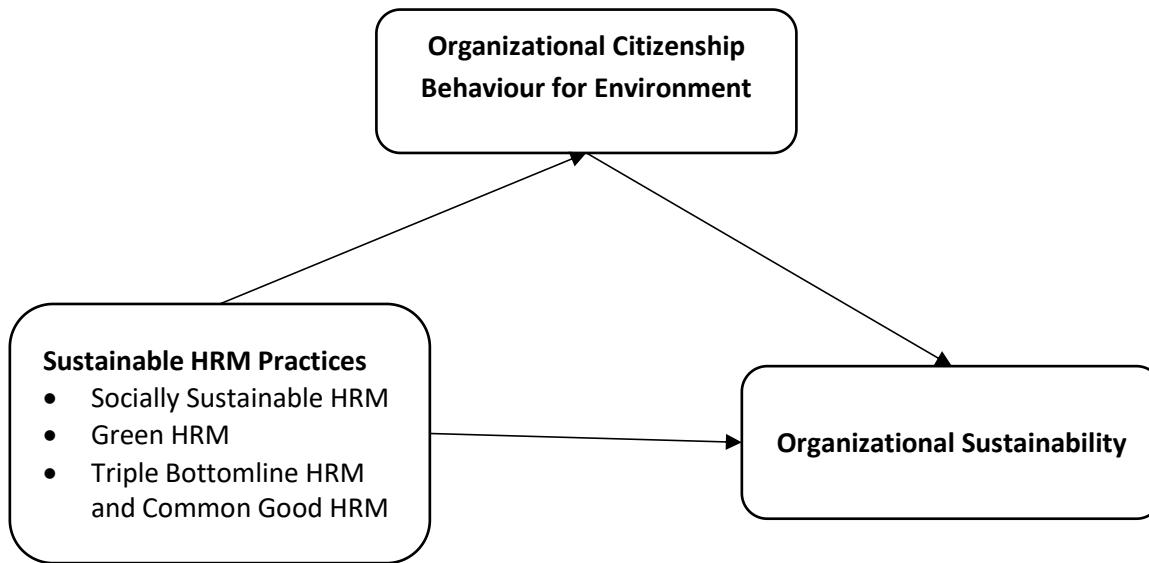 Organizational Citizenship
Behaviour for Environment
Sustainable HRM Practices
• Socially Sustainable HRM
• Green HRM
• Triple Bottomline HRM
and Common Good HRM
Organizational Sustainability